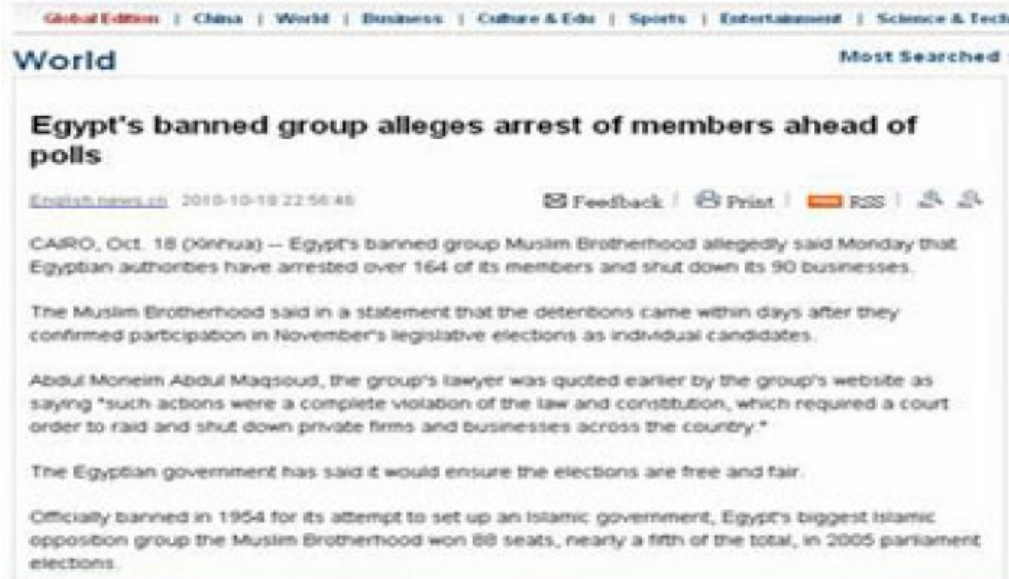 Global Edition | China | World | Business | Culture & Edu | Sports | Entertainment | Science & Tech
World
Most Searched
Egypt's banned group alleges arrest of members ahead of
polls
English.news.cn 2010-10-18 22:56:46
Feedback | Print | RSS |
CAIRO, Oct. 18 (Xinhua) -- Egypt's banned group Muslim Brotherhood allegedly said Monday that
Egyptian authorities have arrested over 164 of its members and shut down its 90 businesses.
The Muslim Brotherhood said in a statement that the detentions came within days after they
confirmed participation in November's legislative elections as individual candidates.
Abdul Moneim Abdul Maqsoud, the group's lawyer was quoted earlier by the group's website as
saying "such actions were a complete violation of the law and constitution, which required a court
order to raid and shut down private firms and businesses across the country."
The Egyptian government has said it would ensure the elections are free and fair.
Officially banned in 1954 for its attempt to set up an Islamic government, Egypt's biggest Islamic
opposition group the Muslim Brotherhood won 88 seats, nearly a fifth of the total, in 2005 parliament
elections.